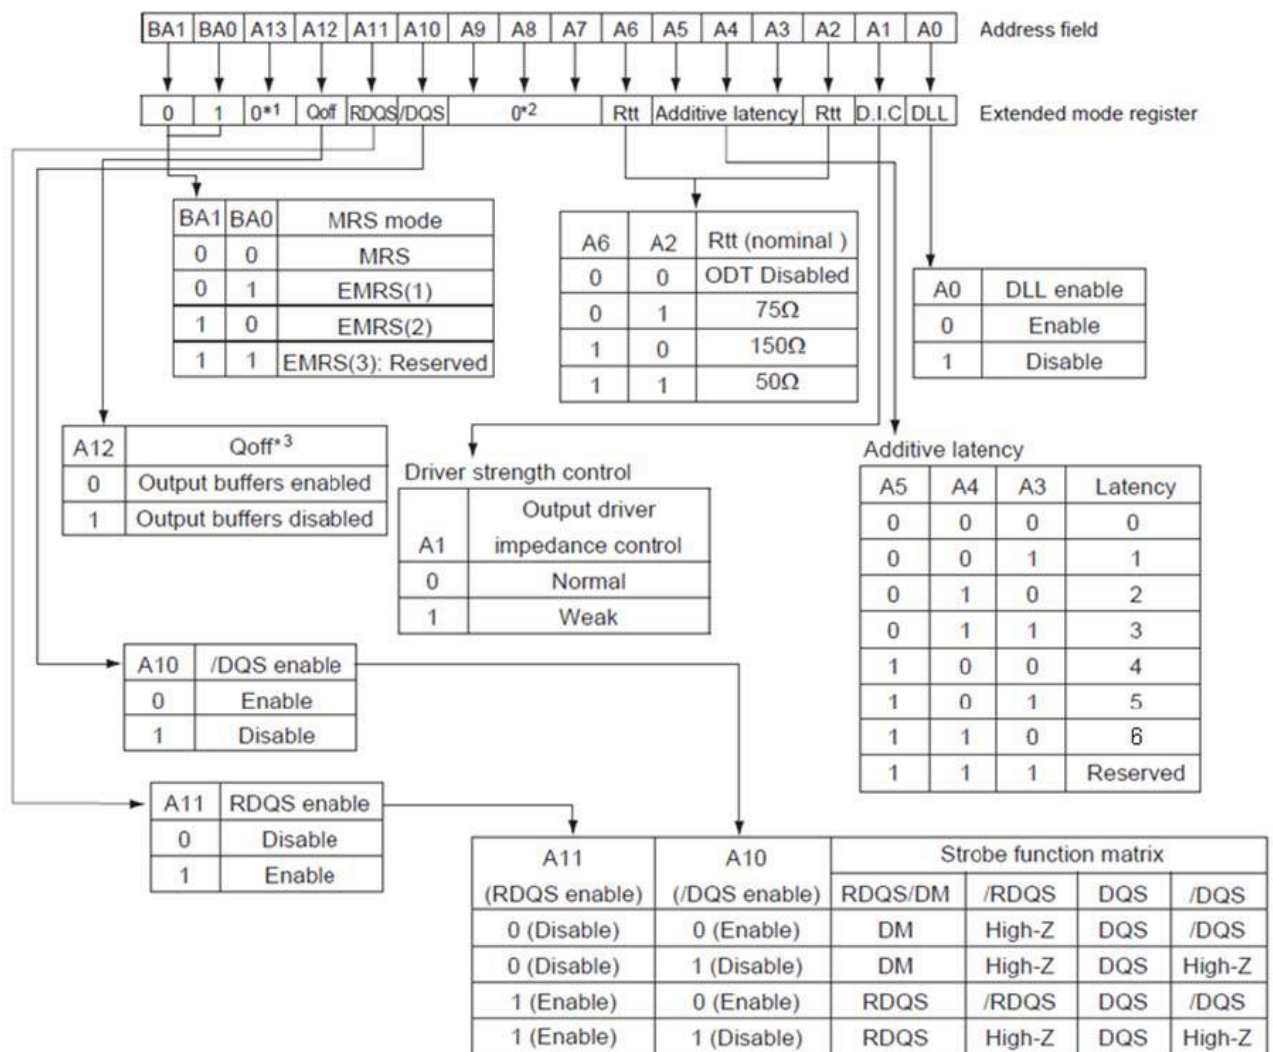 BA1 BA0 A13 A12 A11 A10 A9 A8 A7 A6 A5 A4 A3 A2 A1 A0 Address field
0 1 0*1 Qoff RDQS /DQS 0*2 Rtt Additive latency Rtt D.I.C DLL Extended mode register
BA1 BA0 MRS mode
0 0 MRS
0 1 EMRS(1)
1 0 EMRS(2)
1 1 EMRS(3): Reserved
A6 A2 Rtt (nominal )
0 0 ODT Disabled
0 1 75Ω
1 0 150Ω
1 1 50Ω
A0 DLL enable
0 Enable
1 Disable
A12 Qoff*3
0 Output buffers enabled
1 Output buffers disabled
Driver strength control
Output driver
A1 impedance control
0 Normal
1 Weak
Additive latency
A5 A4 A3 Latency
0 0 0 0
0 0 1 1
0 1 0 2
0 1 1 3
1 0 0 4
1 0 1 5
1 1 0 6
1 1 1 Reserved
A10 /DQS enable
0 Enable
1 Disable
A11 RDQS enable
0 Disable
1 Enable
A11 A10 Strobe function matrix
(RDQS enable) (/DQS enable) RDQS/DM /RDQS DQS /DQS
0 (Disable) 0 (Enable) DM High-Z DQS /DQS
0 (Disable) 1 (Disable) DM High-Z DQS High-Z
1 (Enable) 0 (Enable) RDQS /RDQS DQS /DQS
1 (Enable) 1 (Disable) RDQS High-Z DQS High-Z